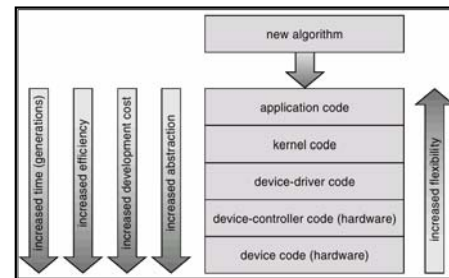 new algorithm
increased time (generations)
increased efficiency
increased development cost
increased abstraction
application code
kernel code
device-driver code
device-controller code (hardware)
device code (hardware)
increased flexibility